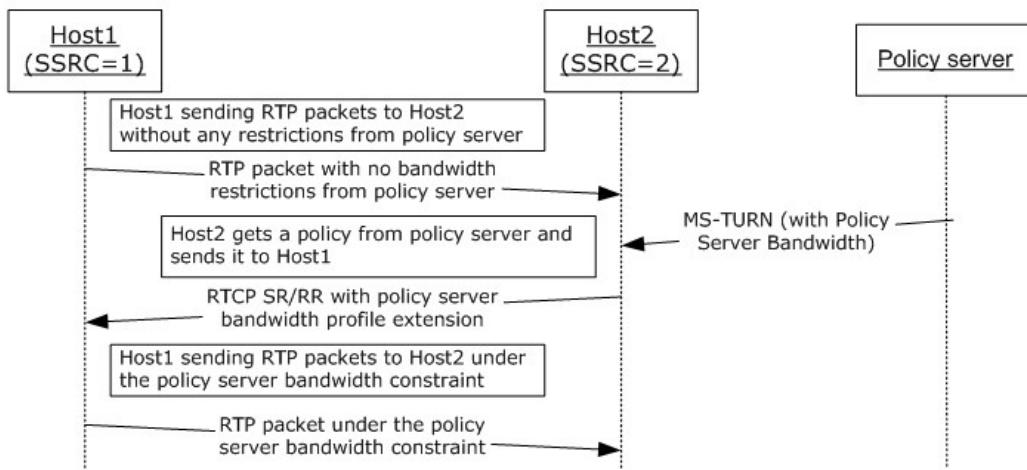 Host1
(SSRC=1)
Host2
(SSRC=2)
Policy server
Host1 sending RTP packets to Host2
without any restrictions from policy server
RTP packet with no bandwidth
restrictions from policy server
MS-TURN (with Policy
Server Bandwidth)
Host2 gets a policy from policy server and
sends it to Host1
RTCP SR/RR with policy server
bandwidth profile extension
Host1 sending RTP packets to Host2 under
the policy server bandwidth constraint
RTP packet under the policy
server bandwidth constraint